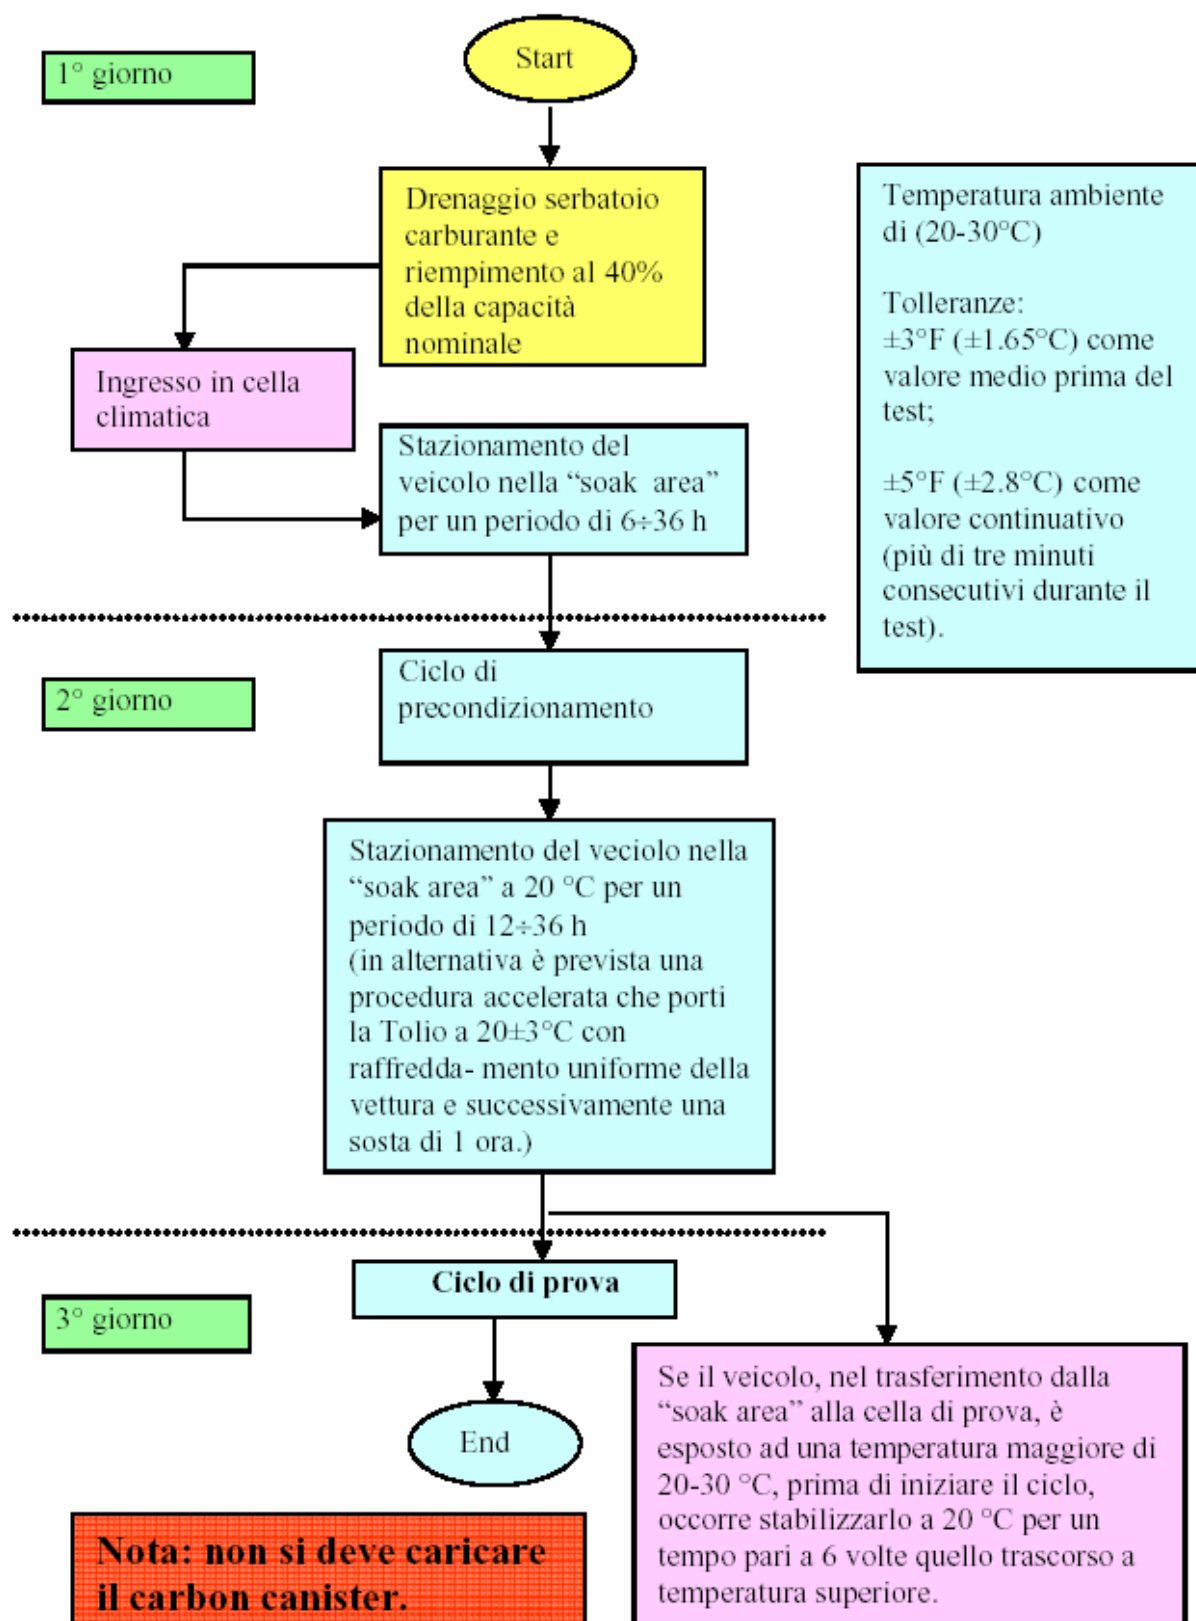 Start
1° giorno
Drenaggio serbatoio
carburante e
riempimento al 40%
della capacità
nominale
Temperatura ambiente
di (20-30°C)
Tolleranze:
±3°F (±1.65°C) come
valore medio prima del
test;
±5°F (±2.8°C) come
valore continuativo
(più di tre minuti
consecutivi durante il
test).
Ingresso in cella
climatica
Stazionamento del
veicolo nella “soak area”
per un periodo di 6÷36 h
2° giorno
Ciclo di
precondizionamento
Stazionamento del veciolo nella
“soak area” a 20 °C per un
periodo di 12÷36 h
(in alternativa è prevista una
procedura accelerata che porti
la Tolio a 20±3°C con
raffredda- mento uniforme della
vettura e successivamente una
sosta di 1 ora.)
3° giorno
Ciclo di prova
End
Se il veicolo, nel trasferimento dalla
“soak area” alla cella di prova, è
esposto ad una temperatura maggiore di
20-30 °C, prima di iniziare il ciclo,
occorre stabilizzarlo a 20 °C per un
tempo pari a 6 volte quello trascorso a
temperatura superiore.
Nota: non si deve caricare
il carbon canister.